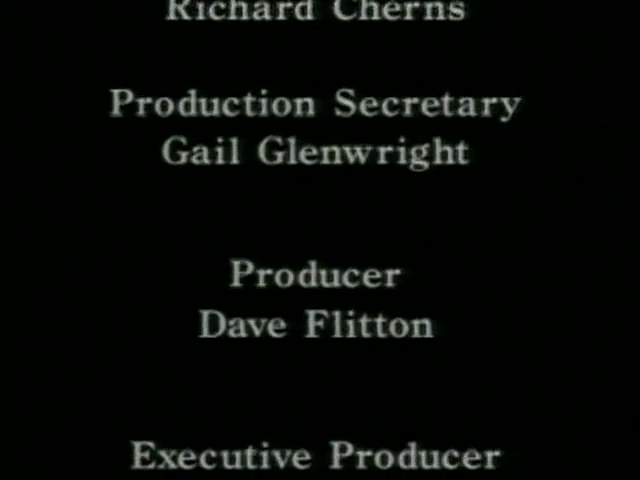 Richard Cherns
Production Secretary
Gail Glenwright
Producer
Dave Flitton
Executive Producer